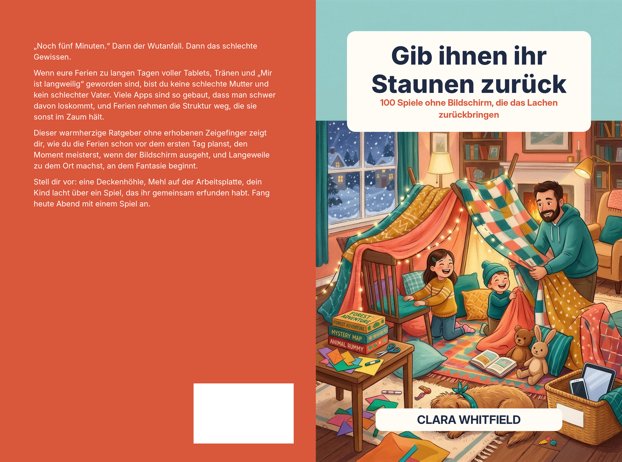 „Noch fünf Minuten.“ Dann der Wutanfall. Dann das schlechte
Gewissen.
Wenn eure Ferien zu langen Tagen voller Tablets, Tränen und „Mir
ist langweilig“ geworden sind, bist du keine schlechte Mutter und
kein schlechter Vater. Viele Apps sind so gebaut, dass man schwer
davon loskommt, und Ferien nehmen die Struktur weg, die sie
sonst im Zaum hält.
Dieser warmherzige Ratgeber ohne erhobenen Zeigefinger zeigt
dir, wie du die Ferien schon vor dem ersten Tag planst, den
Moment meisterst, wenn der Bildschirm ausgeht, und Langeweile
zu dem Ort machst, an dem Fantasie beginnt.
Stell dir vor: eine Deckenhöhle, Mehl auf der Arbeitsplatte, dein
Kind lacht über ein Spiel, das ihr gemeinsam erfunden habt. Fang
heute Abend mit einem Spiel an.
Gib ihnen ihr
Staunen zurück
100 Spiele ohne Bildschirm, die das Lachen
zurückbringen
FOREST
ADVENTURE
FOREST ADVENTURE
MYSTERY MAP
ANIMAL RUMMY
CLARA WHITFIELD